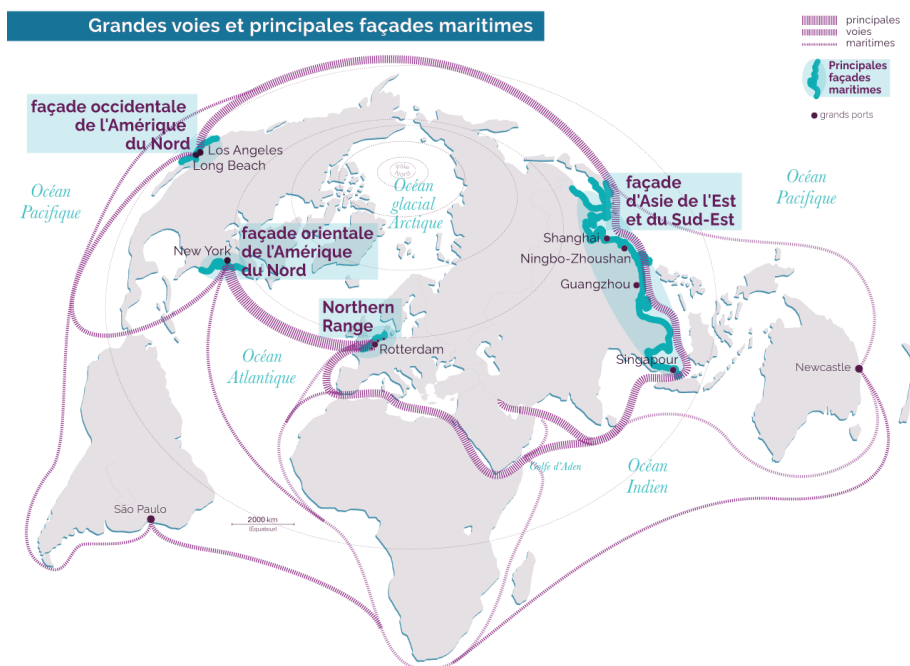 Grandes voies et principales façades maritimes
principales
voies
maritimes
Principales
façades
maritimes
grands ports
façade occidentale
de l'Amérique
du Nord
Los Angeles
Long Beach
Océan
Pacifique
Pôle
Nord
Océan
glacial
Arctique
façade
d'Asie de l'Est
et du Sud-Est
Océan
Pacifique
New York
façade orientale
de l'Amérique
du Nord
Shanghai
Ningbo-Zhoushan
Guangzhou
Northern
Range
Rotterdam
Océan
Atlantique
Singapour
Newcastle
Golfe d'Aden
Océan
Indien
São Paulo
2000 km
(Équateur)